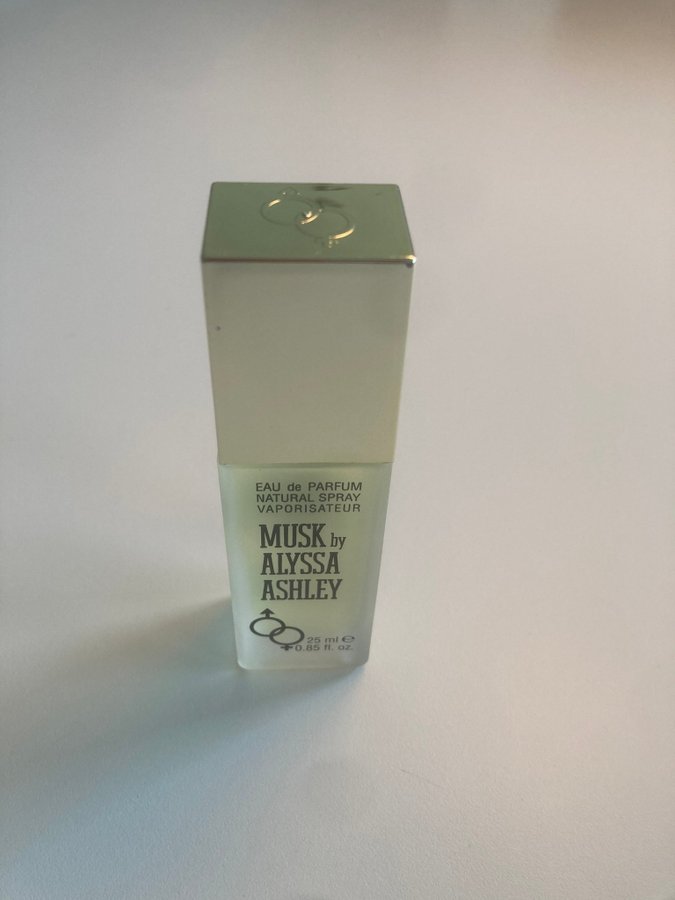 EAU de PARFUM
NATURAL SPRAY
VAPORISATEUR
MUSK by
ALYSSA
ASHLEY
25 ml ℮
0.85 fl. oz.